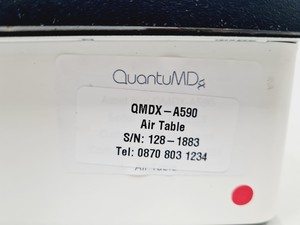 QuantuMDx
QMDX-A590
Air Table
S/N: 128-1883
Tel: 0870 803 1234